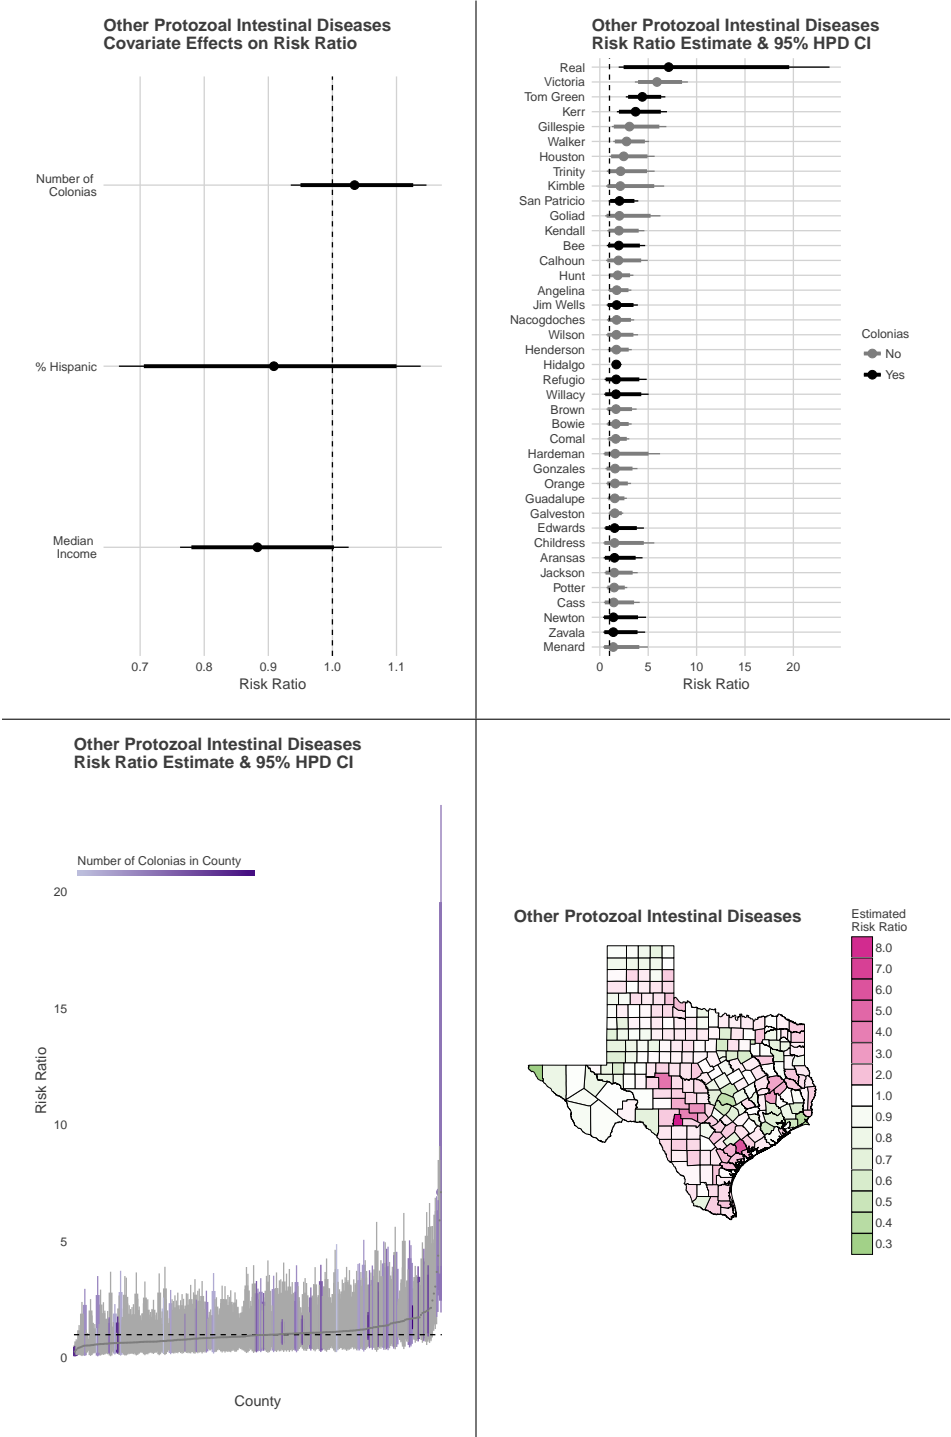 Other Protozoal Intestinal Diseases
Covariate Effects on Risk Ratio
Number of
Colonias
% Hispanic
Median
Income
0.7 0.8 0.9 1.0 1.1
Risk Ratio
Other Protozoal Intestinal Diseases
Risk Ratio Estimate & 95% HPD CI
Real
Victoria
Tom Green
Kerr
Gillespie
Walker
Houston
Trinity
Kimble
San Patricio
Goliad
Kendall
Bee
Calhoun
Hunt
Angelina
Jim Wells
Nacogdoches
Wilson
Henderson
Hidalgo
Refugio
Willacy
Brown
Bowie
Comal
Hardeman
Gonzales
Orange
Guadalupe
Galveston
Edwards
Childress
Aransas
Jackson
Potter
Cass
Newton
Zavala
Menard
0 5 10 15 20
Risk Ratio
Colonias
No
Yes
Other Protozoal Intestinal Diseases
Risk Ratio Estimate & 95% HPD CI
Number of Colonias in County
20
15
10
5
0
Risk Ratio
County
Other Protozoal Intestinal Diseases
Estimated
Risk Ratio
8.0
7.0
6.0
5.0
4.0
3.0
2.0
1.0
0.9
0.8
0.7
0.6
0.5
0.4
0.3